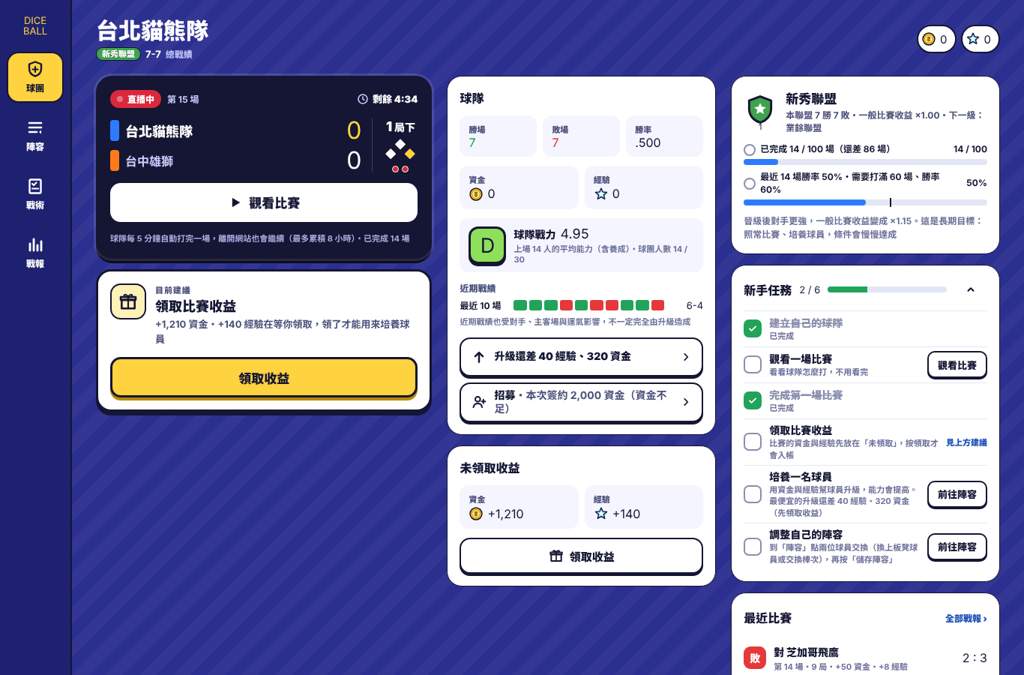 DICE
BALL
球團
陣容
戰術
戰報
台北貓熊隊
新秀聯盟 7-7 總戰績
0 0
直播中 第 15 場 剩餘 4:34
台北貓熊隊 0
台中雄獅 0
1 局下
觀看比賽
球隊每 5 分鐘自動打完一場，離開網站也會繼續（最多累積 8 小時）· 已完成 14 場
目前建議
領取比賽收益
+1,210 資金・+140 經驗在等你領取，領了才能用來培養球
員
領取收益
球隊
勝場
7
敗場
7
勝率
.500
資金
0
經驗
0
D
球隊戰力 4.95
上場 14 人的平均能力（含養成）・球團人數 14 /
30
近期戰績
最近 10 場 6-4
近期戰績也受對手、主客場與運氣影響，不一定完全由升級造成
升級還差 40 經驗、320 資金
招募・本次簽約 2,000 資金（資金不
足）
未領取收益
資金
+1,210
經驗
+140
領取收益
新秀聯盟
本聯盟 7 勝 7 敗・一般比賽收益 ×1.00・下一級：
業餘聯盟
已完成 14 / 100 場（還差 86 場） 14 / 100
最近 14 場勝率 50%・需要打滿 60 場、勝率
60% 50%
晉級後對手更強，一般比賽收益變成 ×1.15。這是長期目標：
照常比賽、培養球員，條件會慢慢達成
新手任務 2 / 6
建立自己的球隊
已完成
觀看一場比賽
看看球隊怎麼打，不用看完
觀看比賽
完成第一場比賽
已完成
領取比賽收益
比賽的資金與經驗先放在「未領取」，按領取才
會入帳
見上方建議
培養一名球員
用資金與經驗幫球員升級，能力會提高。
最便宜的升級還差 40 經驗、320 資金
（先領取收益）
前往陣容
調整自己的陣容
到「陣容」點兩位球員交換（換上板凳球
員或交換棒次），再按「儲存陣容」
前往陣容
最近比賽 全部戰報 ›
敗 對 芝加哥飛鷹 2 : 3
第 14 場・9 局・+50 資金・+8 經驗